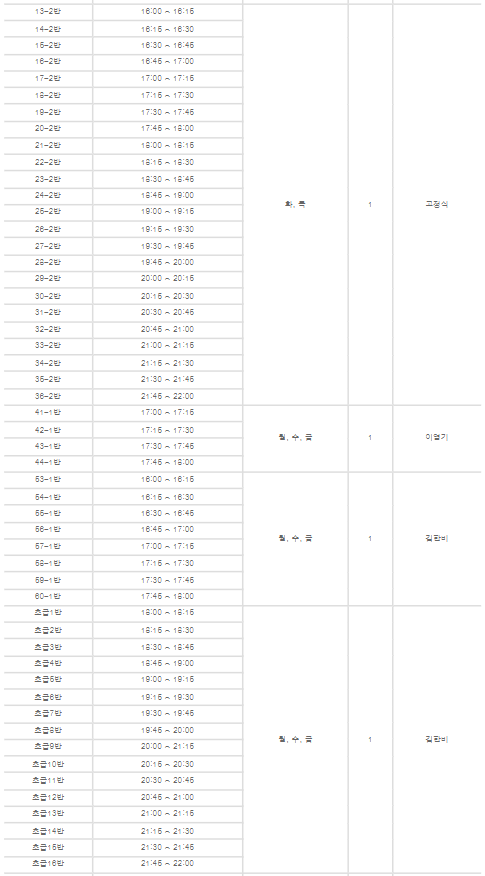 13-2반 16:00 ~ 16:15
14-2반 16:15 ~ 16:30
15-2반 16:30 ~ 16:45
16-2반 16:45 ~ 17:00
17-2반 17:00 ~ 17:15
18-2반 17:15 ~ 17:30
19-2반 17:30 ~ 17:45
20-2반 17:45 ~ 18:00
21-2반 18:00 ~ 18:15
22-2반 18:15 ~ 18:30
23-2반 18:30 ~ 18:45
24-2반 18:45 ~ 19:00
화, 목 1
25-2반 19:00 ~ 19:15
26-2반 19:15 ~ 19:30
27-2반 19:30 ~ 19:45
28-2반 19:45 ~ 20:00
29-2반 20:00 ~ 20:15
30-2반 20:15 ~ 20:30
31-2반 20:30 ~ 20:45
32-2반 20:45 ~ 21:00
33-2반 21:00 ~ 21:15
34-2반 21:15 ~ 21:30
35-2반 21:30 ~ 21:45
36-2반 21:45 ~ 22:00
41-1반 17:00 ~ 17:15
42-1반 17:15 ~ 17:30
월, 수, 금 1
43-1반 17:30 ~ 17:45
44-1반 17:45 ~ 18:00
53-1반 16:00 ~ 16:15
54-1반 16:15 ~ 16:30
55-1반 16:30 ~ 16:45
56-1반 16:45 ~ 17:00
월, 수, 금 1
57-1반 17:00 ~ 17:15
58-1반 17:15 ~ 17:30
59-1반 17:30 ~ 17:45
60-1반 17:45 ~ 18:00
초급1반 18:00 ~ 18:15
초급2반 18:15 ~ 18:30
초급3반 18:30 ~ 18:45
초급4반 18:45 ~ 19:00
초급5반 19:00 ~ 19:15
초급6반 19:15 ~ 19:30
초급7반 19:30 ~ 19:45
초급8반 19:45 ~ 20:00
월, 수, 금 1
초급9반 20:00 ~ 21:15
초급10반 20:15 ~ 20:30
초급11반 20:30 ~ 20:45
초급12반 20:45 ~ 21:00
초급13반 21:00 ~ 21:15
초급14반 21:15 ~ 21:30
초급15반 21:30 ~ 21:45
초급16반 21:45 ~ 22:00